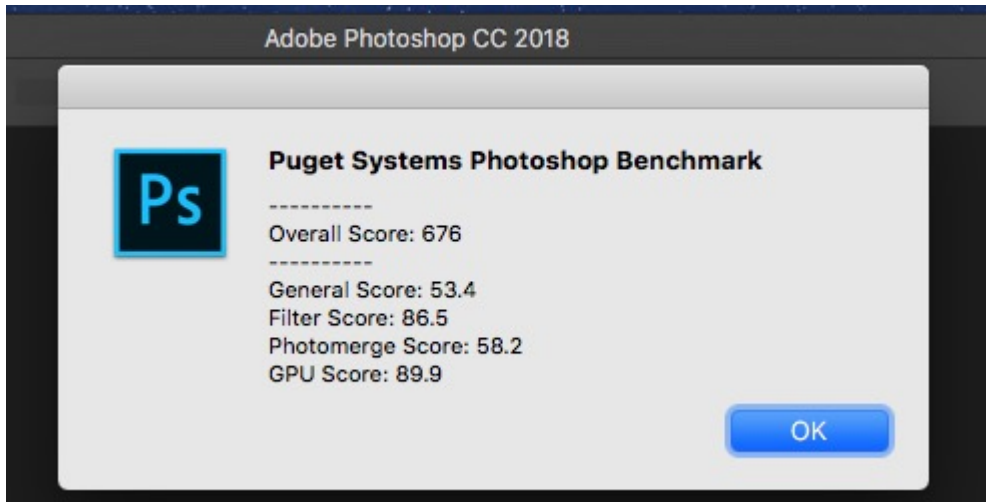 Adobe Photoshop CC 2018
Ps
Puget Systems Photoshop Benchmark
----------
Overall Score: 676
----------
General Score: 53.4
Filter Score: 86.5
Photomerge Score: 58.2
GPU Score: 89.9
OK